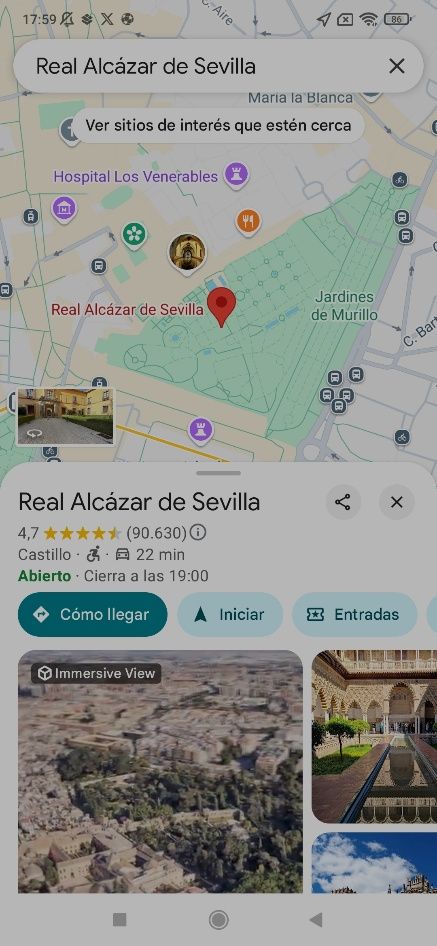 17:59
86
C. Aire
Real Alcázar de Sevilla
María la Blanca
Ver sitios de interés que estén cerca
Hospital Los Venerables
Real Alcázar de Sevilla
Jardines
de Murillo
Real Alcázar de Sevilla
4,7 (90.630)
Castillo · · 22 min
Abierto · Cierra a las 19:00
Cómo llegar
Iniciar
Entradas
Immersive View